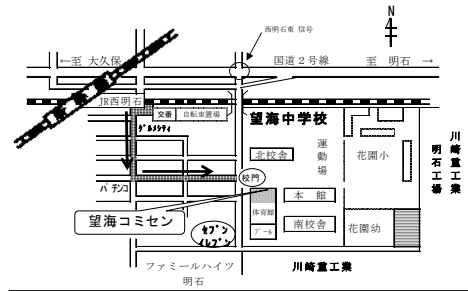 N
西明石東 信号
←至 大久保
国道２号線
至 明石 →
新幹線
JR西明石
交番
自転車置場
望海中学校
ｸﾞﾙﾒｼﾃｨ
北校舎
運動場
花園小
川崎重工業
明石工場
校門
パチンコ
本館
望海コミセン
体育館
プール
南校舎
花園幼
セブン
イレブン
ファミールハイツ
明石
川崎重工業